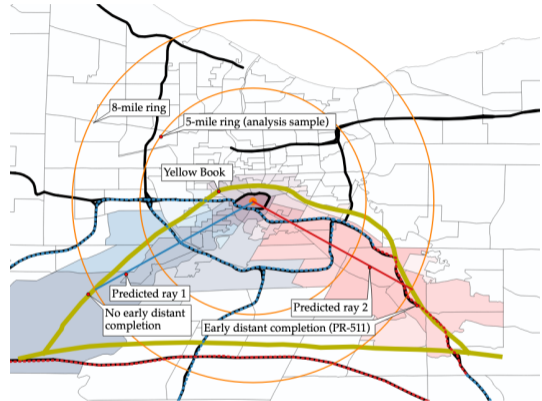 8-mile ring
5-mile ring (analysis sample)
Yellow Book
Predicted ray 1
No early distant
completion
Predicted ray 2
Early distant completion (PR-511)